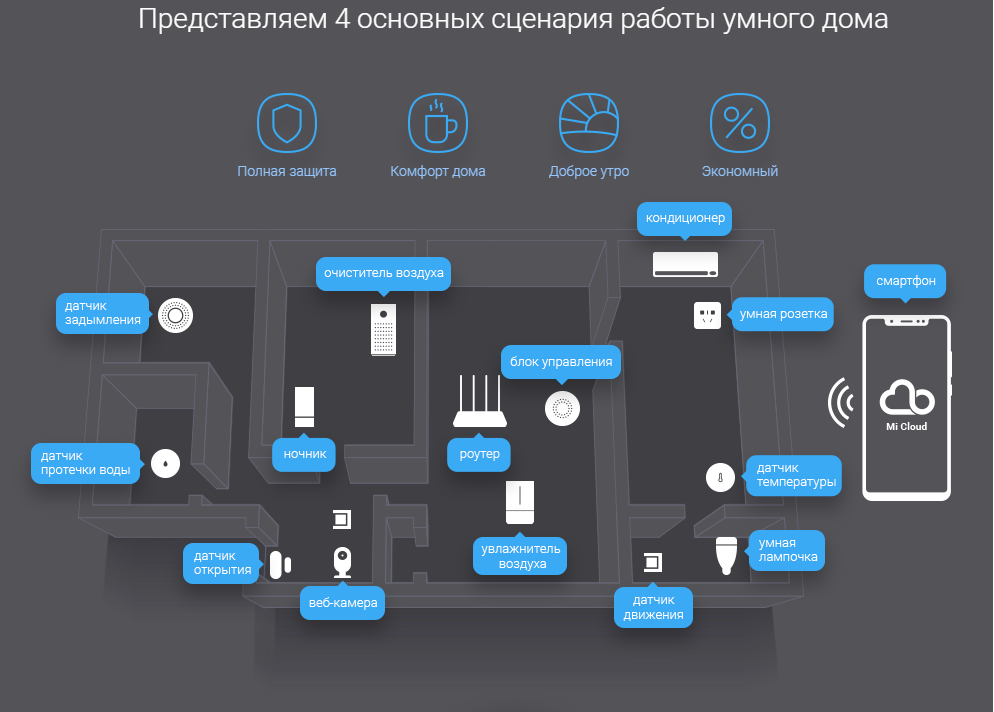 Представляем 4 основных сценария работы умного дома
Полная защита
Комфорт дома
Доброе утро
Экономный
кондиционер
очиститель воздуха
смартфон
датчик
задымления
умная розетка
блок управления
Mi Cloud
ночник
роутер
датчик
протечки воды
датчик
температуры
датчик
открытия
увлажнитель
воздуха
умная
лампочка
веб-камера
датчик
движения